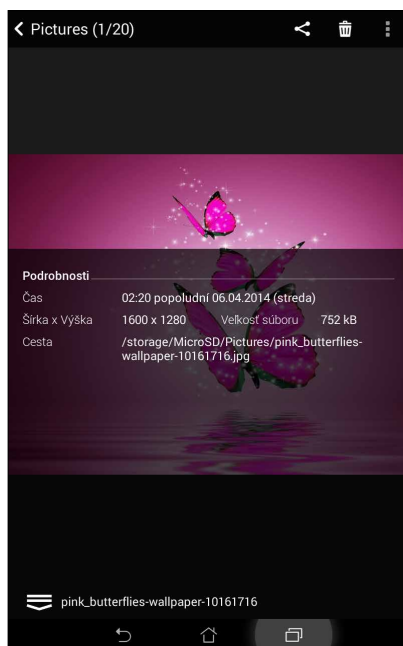 Pictures (1/20)
Podrobnosti
Čas 02:20 popoludní 06.04.2014 (streda)
Šírka x Výška 1600 x 1280 Veľkosť súboru 752 kB
Cesta /storage/MicroSD/Pictures/pink_butterflies-
wallpaper-10161716.jpg
pink_butterflies-wallpaper-10161716